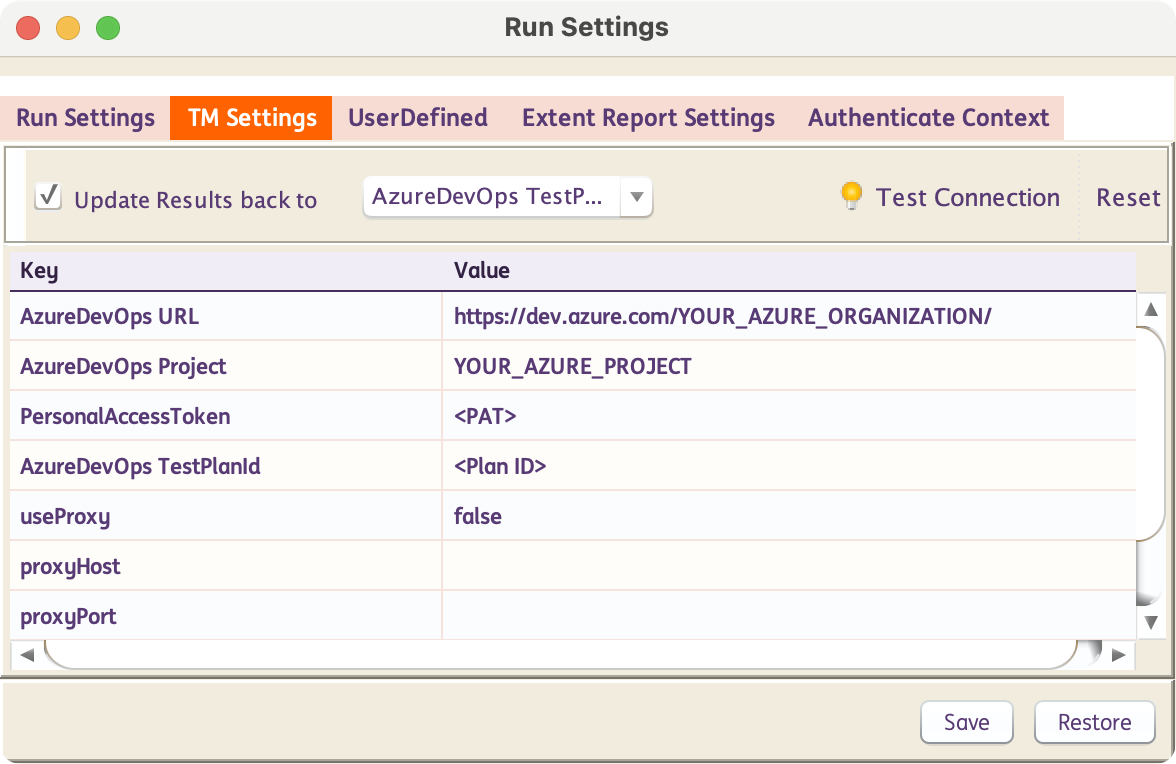 Run Settings
Run Settings TM Settings UserDefined Extent Report Settings Authenticate Context
Update Results back to AzureDevOps TestP... Test Connection Reset
Key Value
AzureDevOps URL https://dev.azure.com/YOUR_AZURE_ORGANIZATION/
AzureDevOps Project YOUR_AZURE_PROJECT
PersonalAccessToken <PAT>
AzureDevOps TestPlanId <Plan ID>
useProxy false
proxyHost
proxyPort
Save Restore